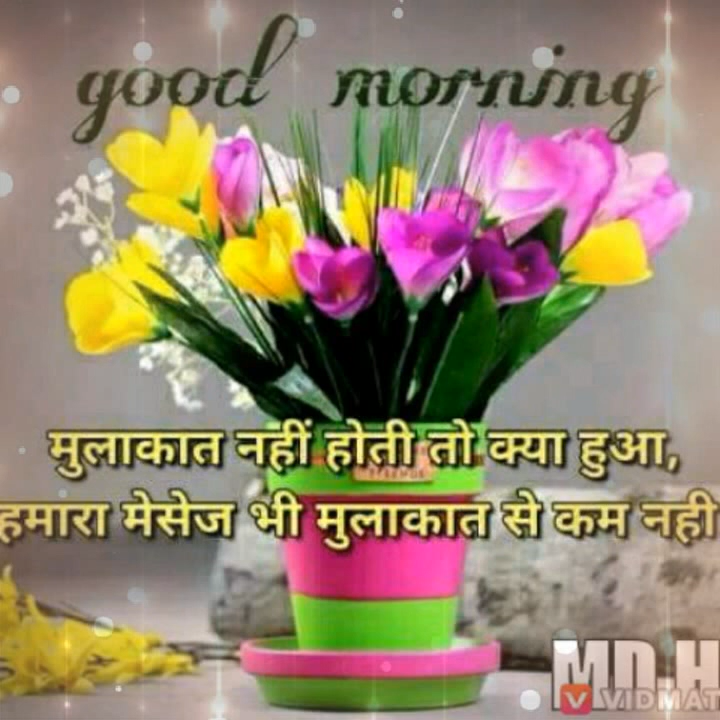 good morning
मुलाकात नहीं होती तो क्या हुआ,
हमारा मेसेज भी मुलाकात से कम नही
MD.H
VIDMAT